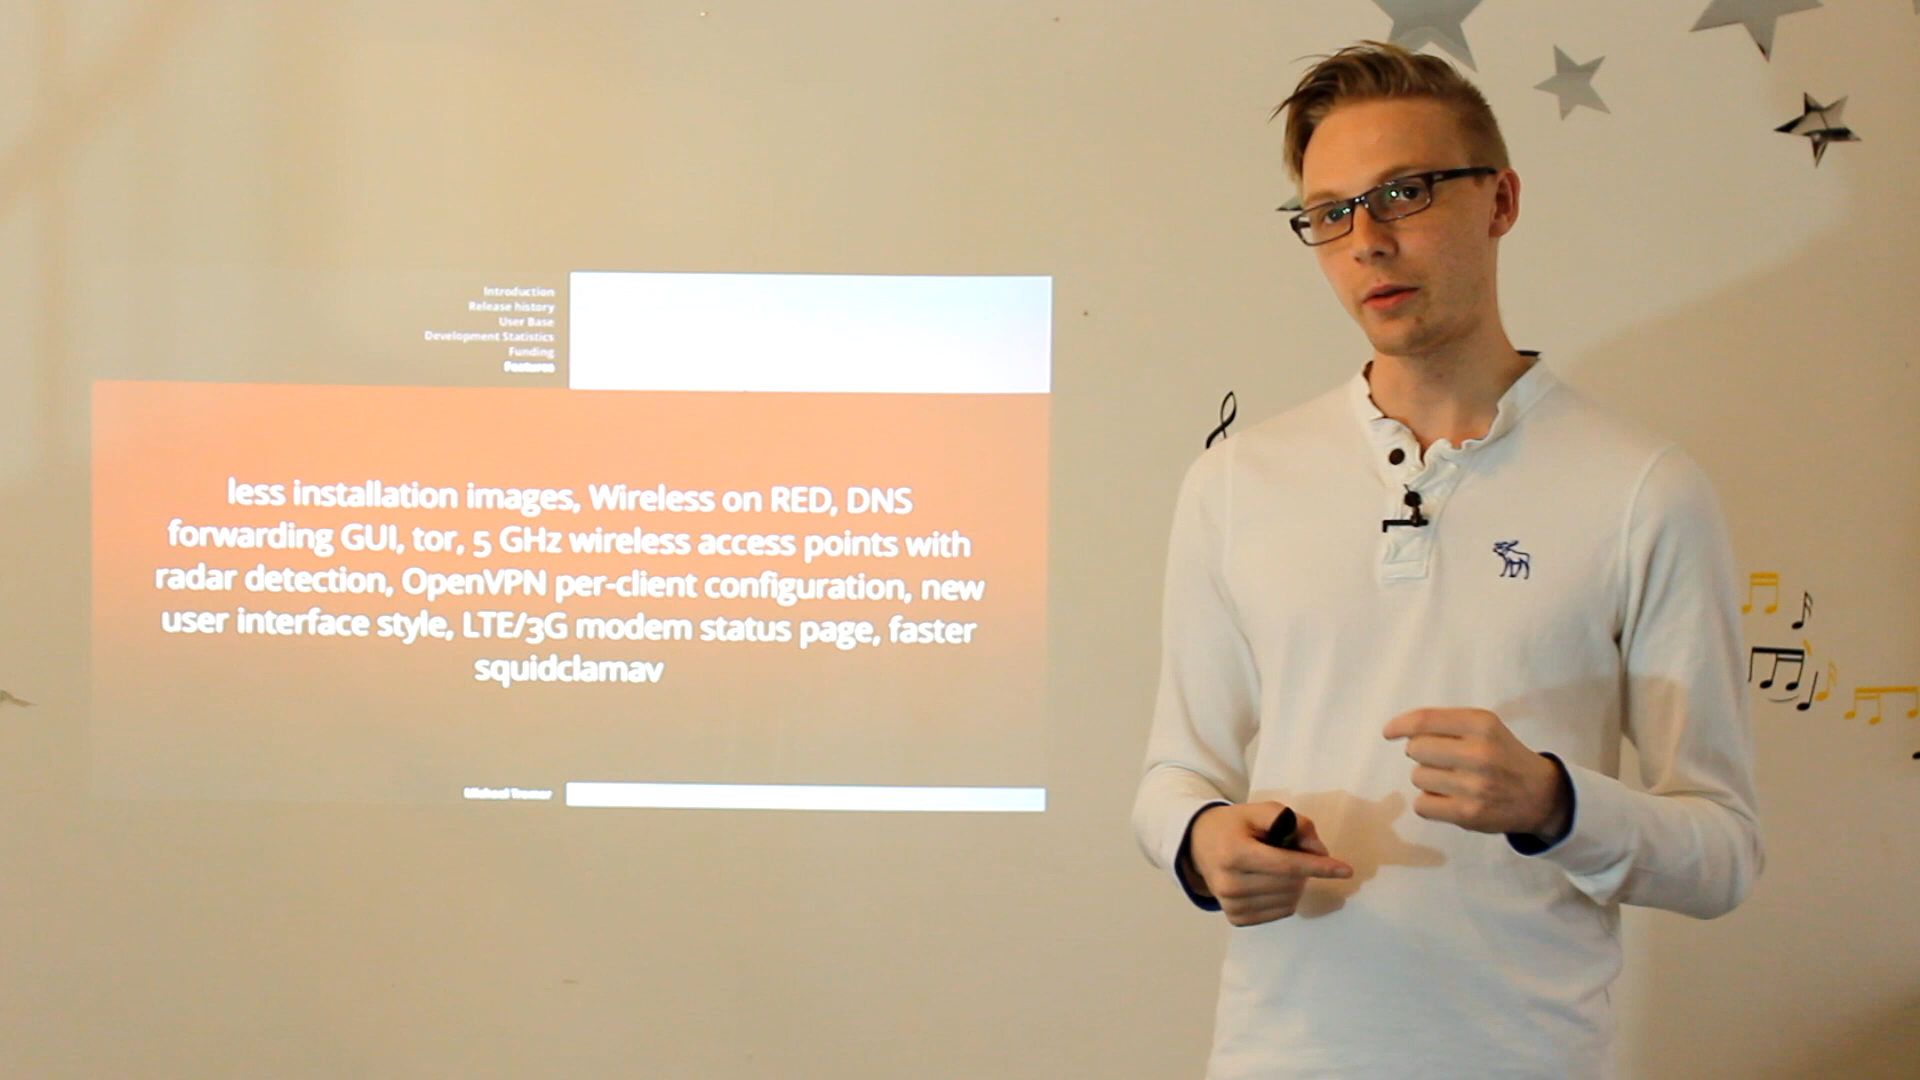 Introduction
Release history
User Base
Development Statistics
Funding
Features
less installation images, Wireless on RED, DNS
forwarding GUI, tor, 5 GHz wireless access points with
radar detection, OpenVPN per-client configuration, new
user interface style, LTE/3G modem status page, faster
squidclamav
Michael Tremer